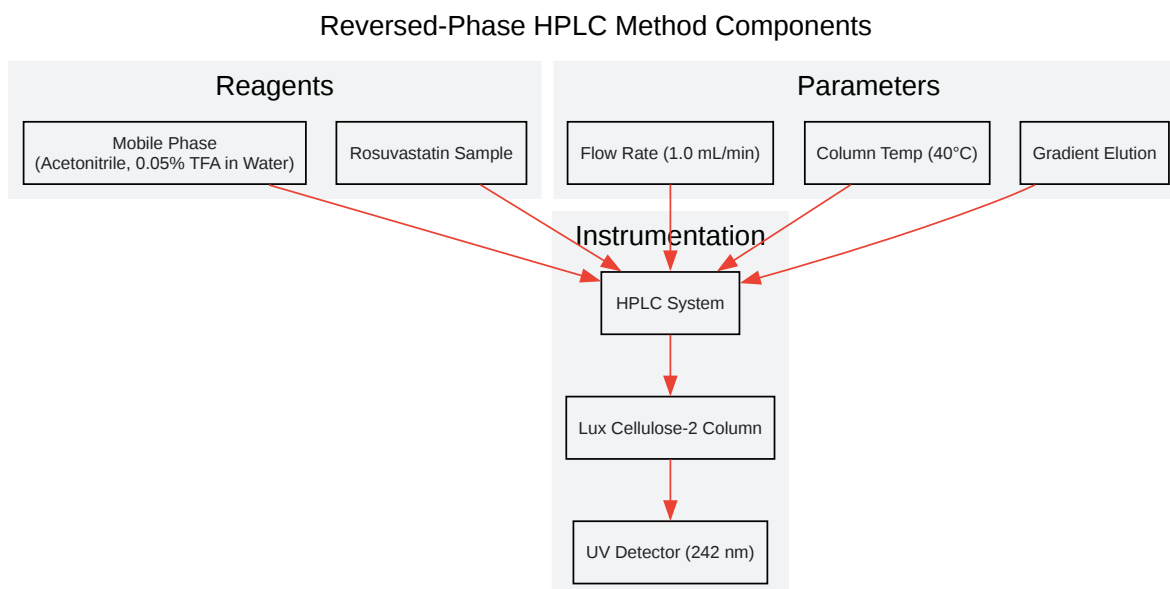 Reversed-Phase HPLC Method Components
Reagents
Parameters
Mobile Phase
(Acetonitrile, 0.05% TFA in Water)
Rosuvastatin Sample
Flow Rate (1.0 mL/min)
Column Temp (40°C)
Gradient Elution
Instrumentation
HPLC System
Lux Cellulose-2 Column
UV Detector (242 nm)